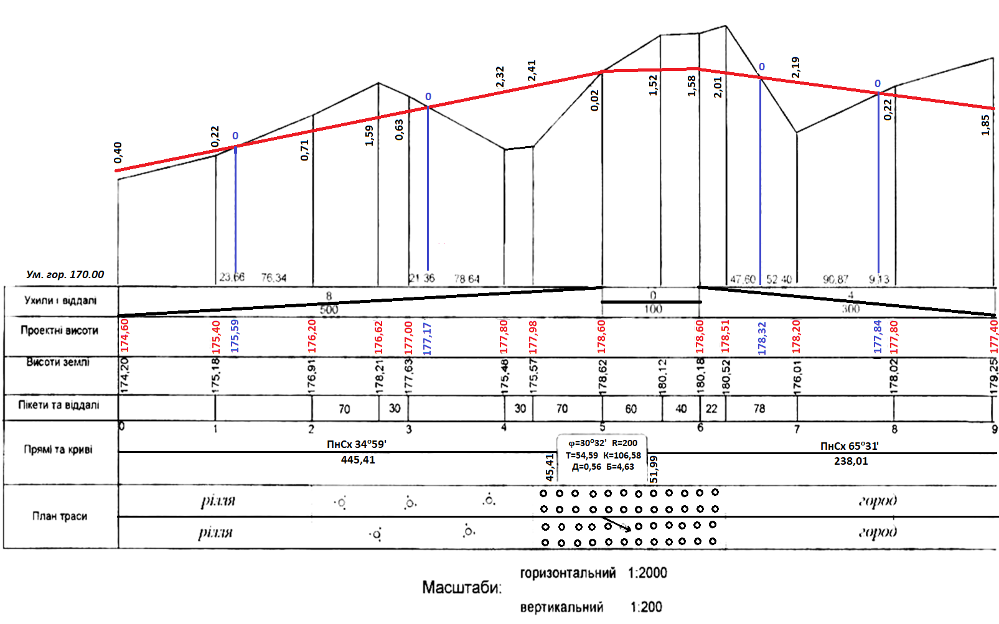 0,40
0,22
0
0,71
1,59
0,63
0
2,32
2,41
0,02
1,52
1,58
2,01
0
2,19
0
0,22
1,85
Ум. гор. 170.00
23,66 76,34 21 36 78 64 47,60 52 40 90,87 9,13
Ухили і віддалі
8
500
0
100
4
300
Проектні висоти
174,60 175,40 175,59 176,20 176,62 177,00 177,17 177,80 177,98 178,60 178,60 178,51 178,32 178,20 177,84 177,80 177,40
Висоти землі
174,20 175,18 176,91 178,21 177,63 175,48 175,57 178,62 180,12 180,18 180,52 176,01 178,02 179,25
Пікети та віддалі
70 30 30 70 60 40 22 78
0 1 2 3 4 5 6 7 8 9
Прямі та криві
ПнСх 34º59'
445,41
45,41
φ=30º32' R=200
Т=54,59 К=106,58
Д=0,56 Б=4,63
51,99
ПнСх 65º31'
238,01
План траси
рілля город
рілля город
Масштаби:
горизонтальний 1:2000
вертикальний 1:200